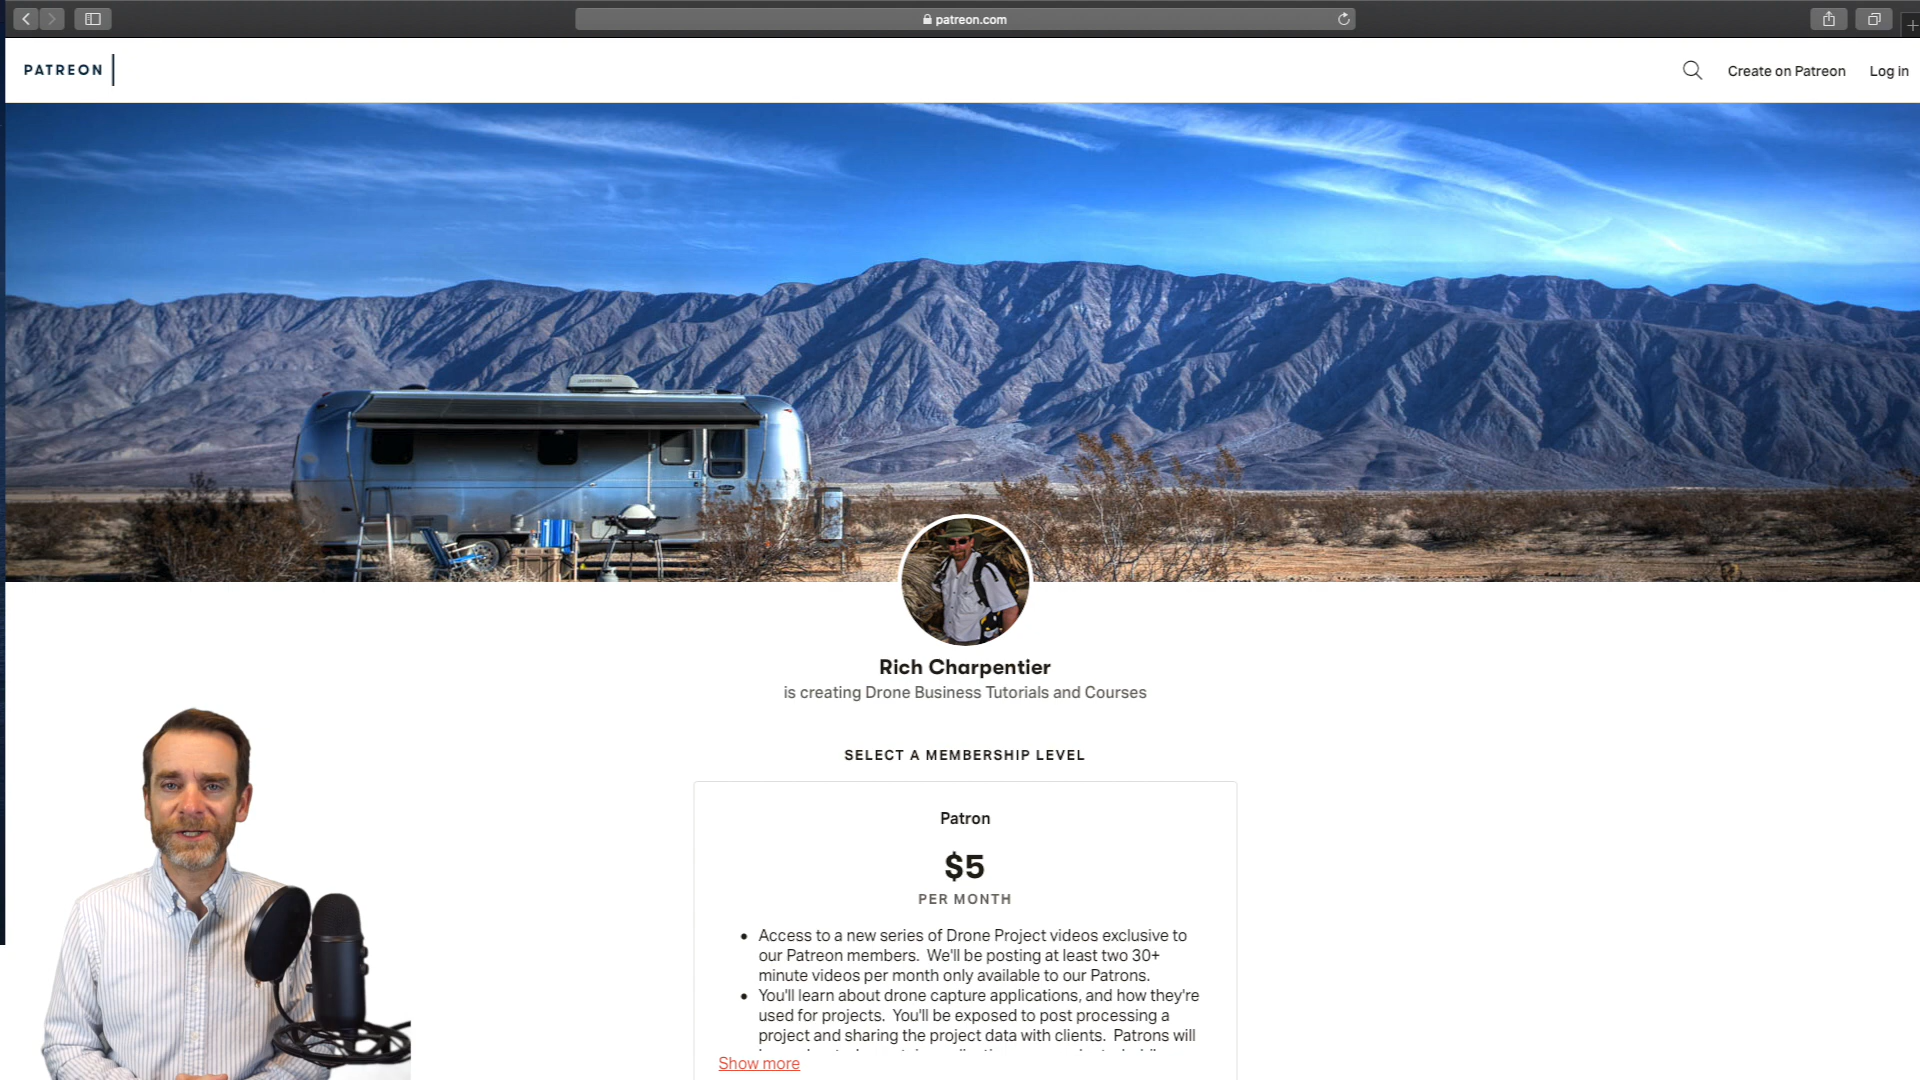 patreon.com
PATREON
Create on Patreon
Log in
AIRSTREAM
Rich Charpentier
is creating Drone Business Tutorials and Courses
SELECT A MEMBERSHIP LEVEL
Patron
$5
PER MONTH
• Access to a new series of Drone Project videos exclusive to
our Patreon members. We'll be posting at least two 30+
minute videos per month only available to our Patrons.
• You'll learn about drone capture applications, and how they're
used for projects. You'll be exposed to post processing a
project and sharing the project data with clients. Patrons will
Show more